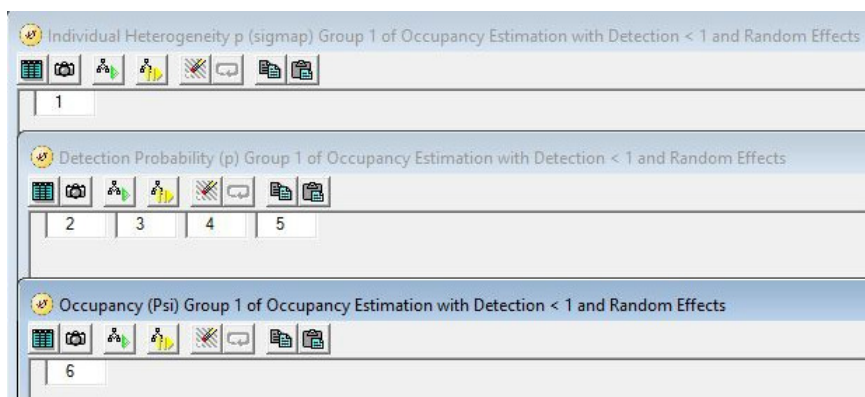 Individual Heterogeneity p (sigmap) Group 1 of Occupancy Estimation with Detection < 1 and Random Effects
1
Detection Probability (p) Group 1 of Occupancy Estimation with Detection < 1 and Random Effects
2 3 4 5
Occupancy (Psi) Group 1 of Occupancy Estimation with Detection < 1 and Random Effects
6